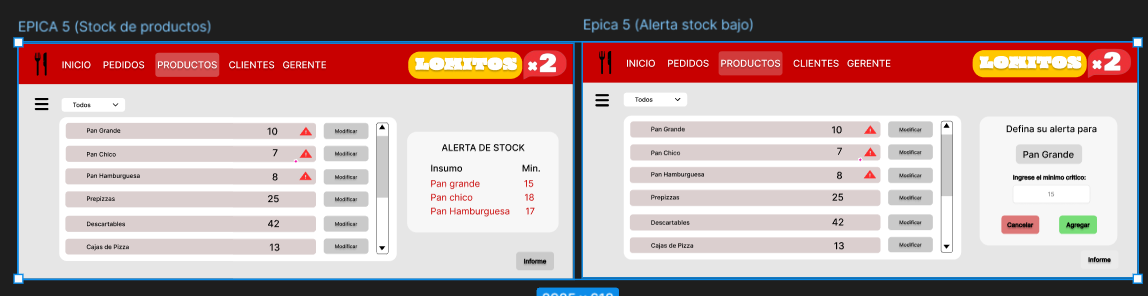 EPICA 5 (Stock de productos)
INICIO PEDIDOS PRODUCTOS CLIENTES GERENTE
LOMITOS x2
Todos
Pan Grande 10 Modificar
Pan Chico 7 Modificar
Pan Hamburguesa 8 Modificar
Prepizzas 25 Modificar
Descartables 42 Modificar
Cajas de Pizza 13 Modificar
ALERTA DE STOCK
Insumo Min.
Pan grande 15
Pan chico 18
Pan Hamburguesa 17
Informe
Epica 5 (Alerta stock bajo)
INICIO PEDIDOS PRODUCTOS CLIENTES GERENTE
LOMITOS x2
Todos
Pan Grande 10 Modificar
Pan Chico 7 Modificar
Pan Hamburguesa 8 Modificar
Prepizzas 25 Modificar
Descartables 42 Modificar
Cajas de Pizza 13 Modificar
Defina su alerta para
Pan Grande
Ingrese el minimo critico:
15
Cancelar Agregar
Informe